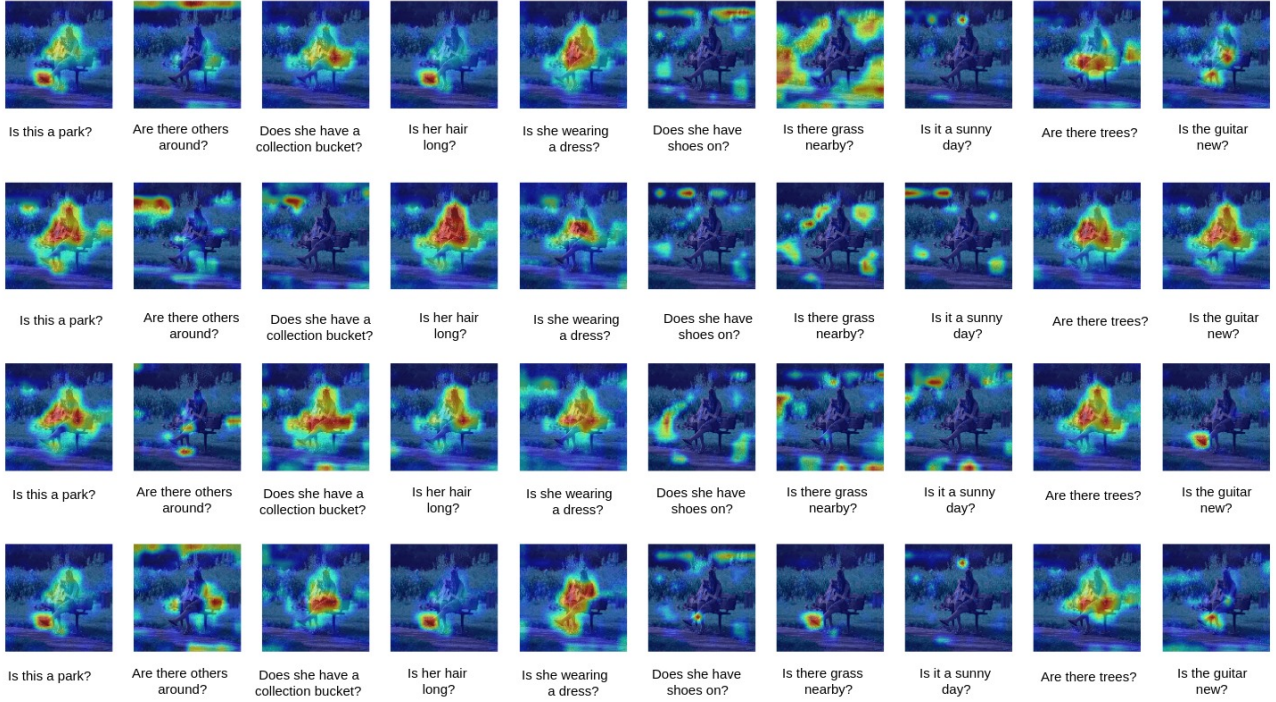 Is this a park?
Are there others
around?
Does she have a
collection bucket?
Is her hair
long?
Is she wearing
a dress?
Does she have
shoes on?
Is there grass
nearby?
Is it a sunny
day?
Are there trees?
Is the guitar
new?
Is this a park?
Are there others
around?
Does she have a
collection bucket?
Is her hair
long?
Is she wearing
a dress?
Does she have
shoes on?
Is there grass
nearby?
Is it a sunny
day?
Are there trees?
Is the guitar
new?
Is this a park?
Are there others
around?
Does she have a
collection bucket?
Is her hair
long?
Is she wearing
a dress?
Does she have
shoes on?
Is there grass
nearby?
Is it a sunny
day?
Are there trees?
Is the guitar
new?
Is this a park?
Are there others
around?
Does she have a
collection bucket?
Is her hair
long?
Is she wearing
a dress?
Does she have
shoes on?
Is there grass
nearby?
Is it a sunny
day?
Are there trees?
Is the guitar
new?